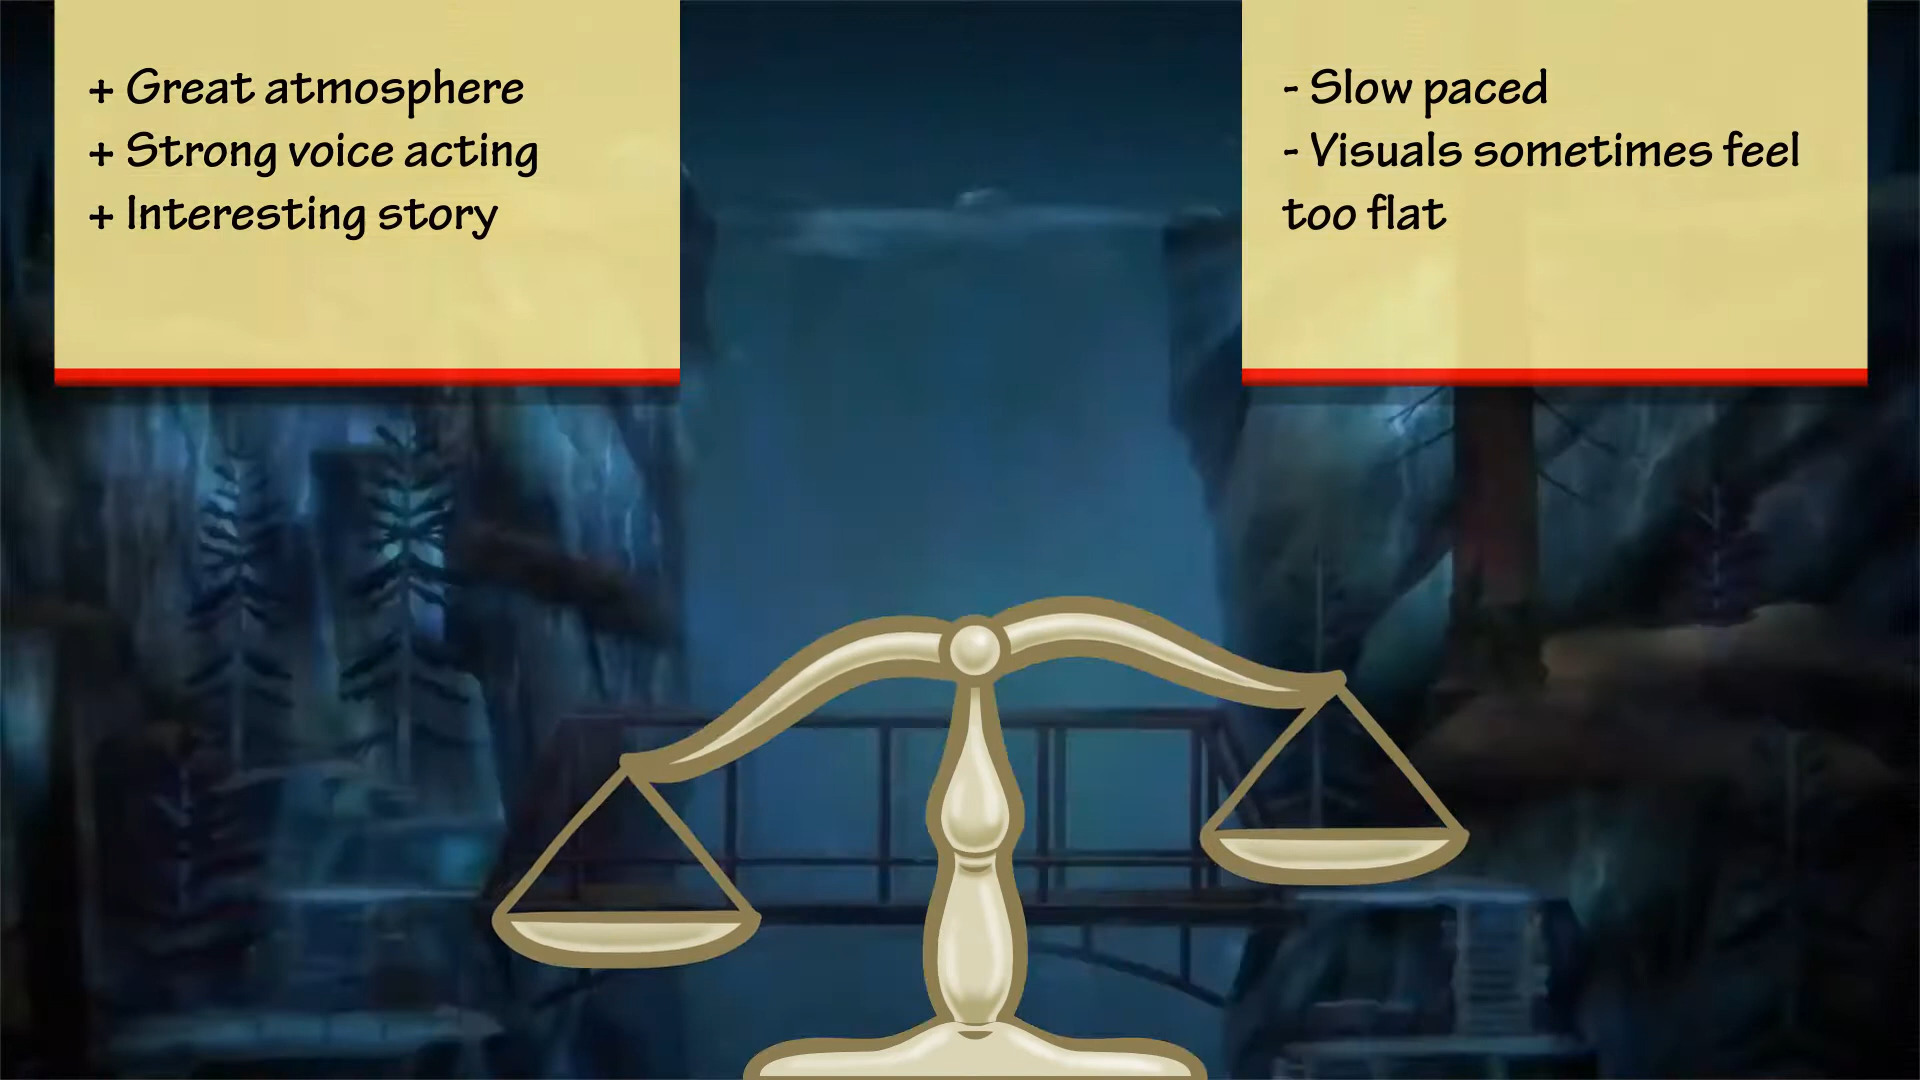 + Great atmosphere
+ Strong voice acting
+ Interesting story
- Slow paced
- Visuals sometimes feel
too flat